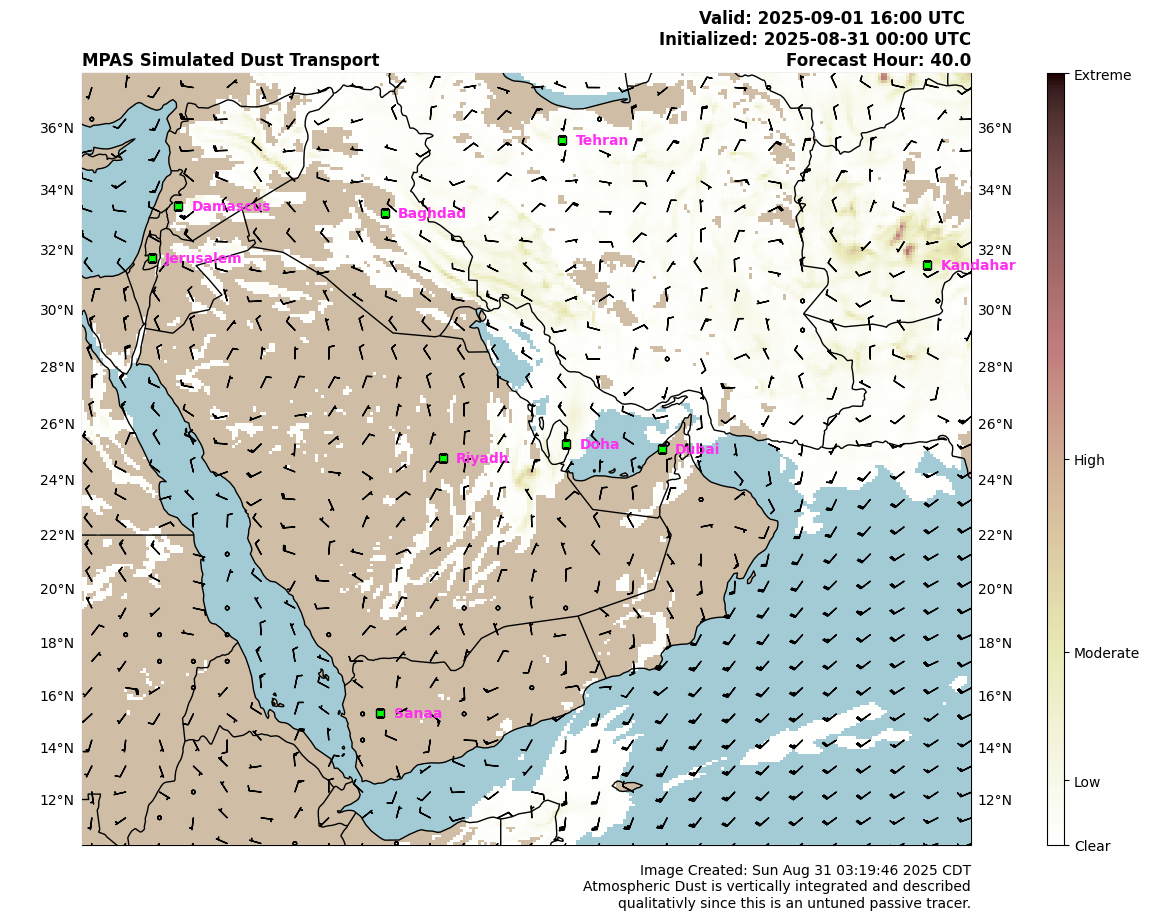 Valid: 2025-09-01 16:00 UTC
Initialized: 2025-08-31 00:00 UTC
MPAS Simulated Dust Transport
Forecast Hour: 40.0
Extreme
36°N
36°N
Tehran
34°N
34°N
Damascus
Baghdad
32°N
32°N
Jerusalem
Kandahar
30°N
30°N
28°N
28°N
26°N
26°N
Doha
Dubai
Riyadh
High
24°N
24°N
22°N
22°N
20°N
20°N
18°N
18°N
Moderate
16°N
16°N
Sanaa
14°N
14°N
Low
12°N
12°N
Clear
Image Created: Sun Aug 31 03:19:46 2025 CDT
Atmospheric Dust is vertically integrated and described
qualitativly since this is an untuned passive tracer.